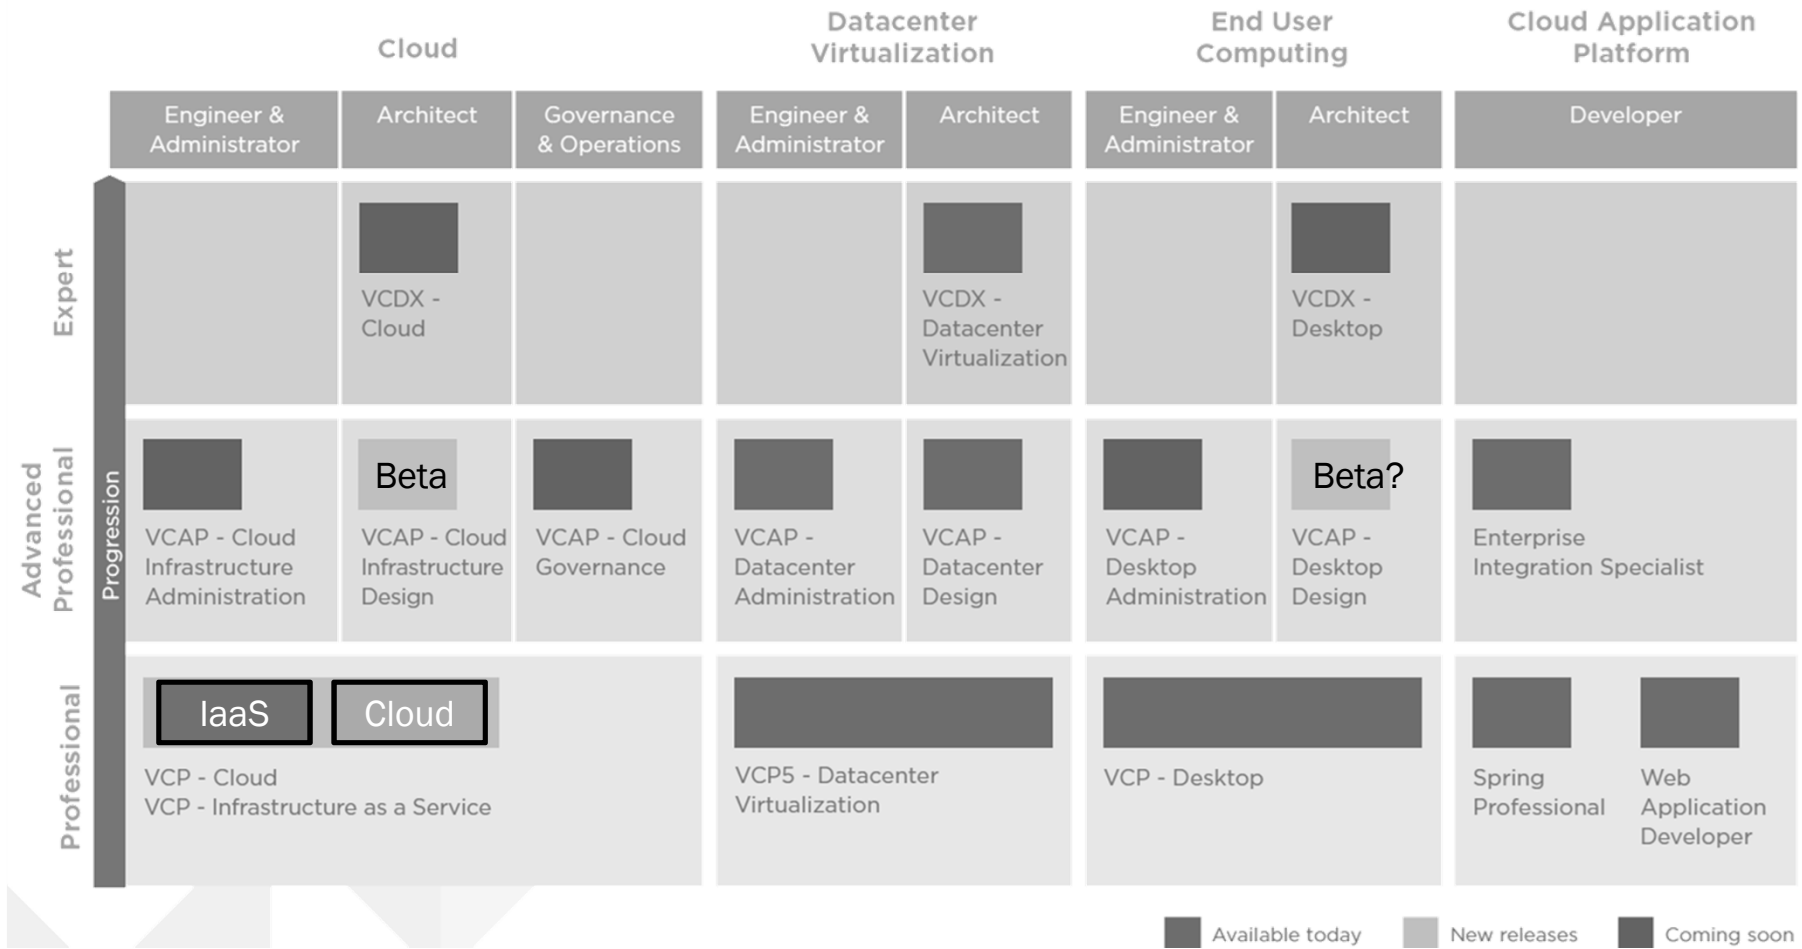 Cloud
Datacenter
Virtualization
End User
Computing
Cloud Application
Platform
Engineer &
Administrator
Architect
Governance
& Operations
Engineer &
Administrator
Architect
Engineer &
Administrator
Architect
Developer
Progression
Expert
VCDX -
Cloud
VCDX -
Datacenter
Virtualization
VCDX -
Desktop
Advanced
Professional
VCAP - Cloud
Infrastructure
Administration
Beta
VCAP - Cloud
Infrastructure
Design
VCAP - Cloud
Governance
VCAP -
Datacenter
Administration
VCAP -
Datacenter
Design
VCAP -
Desktop
Administration
Beta?
VCAP -
Desktop
Design
Enterprise
Integration Specialist
Professional
IaaS
Cloud
VCP - Cloud
VCP - Infrastructure as a Service
VCP5 - Datacenter
Virtualization
VCP - Desktop
Spring
Professional
Web
Application
Developer
Available today
New releases
Coming soon